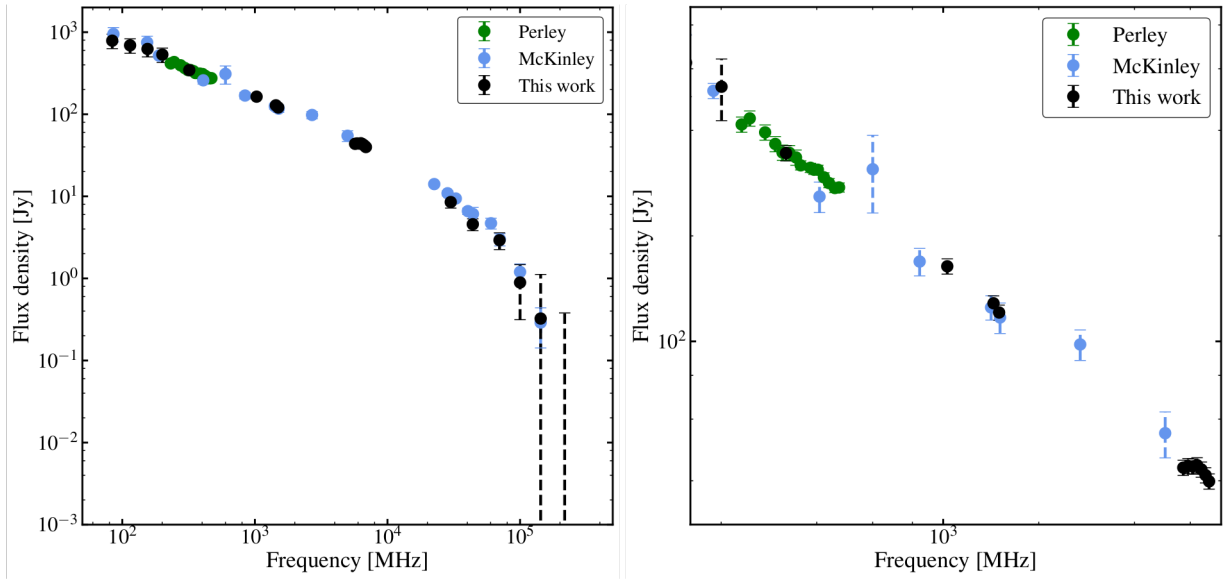 10³
10²
10¹
10⁰
10⁻¹
10⁻²
10⁻³
Flux density [Jy]
10²
10³
10⁴
10⁵
Frequency [MHz]
Perley
McKinley
This work
10²
Flux density [Jy]
10³
Frequency [MHz]
Perley
McKinley
This work